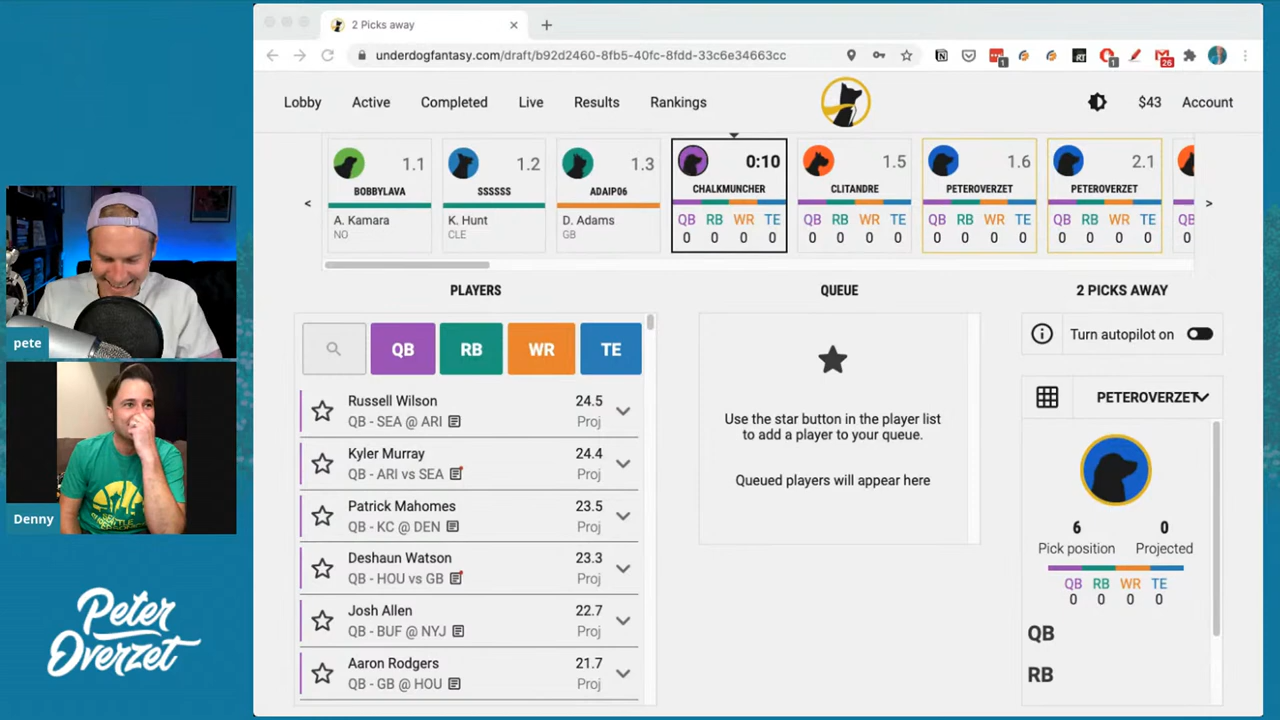 2 Picks away
underdogfantasy.com/draft/b92d2460-8fb5-40fc-8fdd-33c6e34663cc
1
1
26
Lobby Active Completed Live Results Rankings $43 Account
1.1
BOBBYLAVA
A. Kamara
NO
1.2
SSSSSS
K. Hunt
CLE
1.3
ADAIP06
D. Adams
GB
0:10
CHALKMUNCHER
QB RB WR TE
0 0 0 0
1.5
CLITANDRE
QB RB WR TE
0 0 0 0
1.6
PETEROVERZET
QB RB WR TE
0 0 0 0
2.1
PETEROVERZET
QB RB WR TE
0 0 0 0
QB
0
< >
PLAYERS
QB RB WR TE
Russell Wilson 24.5
QB - SEA @ ARI Proj
Kyler Murray 24.4
QB - ARI vs SEA Proj
Patrick Mahomes 23.5
QB - KC @ DEN Proj
Deshaun Watson 23.3
QB - HOU vs GB Proj
Josh Allen 22.7
QB - BUF @ NYJ Proj
Aaron Rodgers 21.7
QB - GB @ HOU Proj
QUEUE
Use the star button in the player list
to add a player to your queue.
Queued players will appear here
2 PICKS AWAY
Turn autopilot on
PETEROVERZET
6 0
Pick position Projected
QB RB WR TE
0 0 0 0
QB
RB
pete
Denny
Peter
Overzet